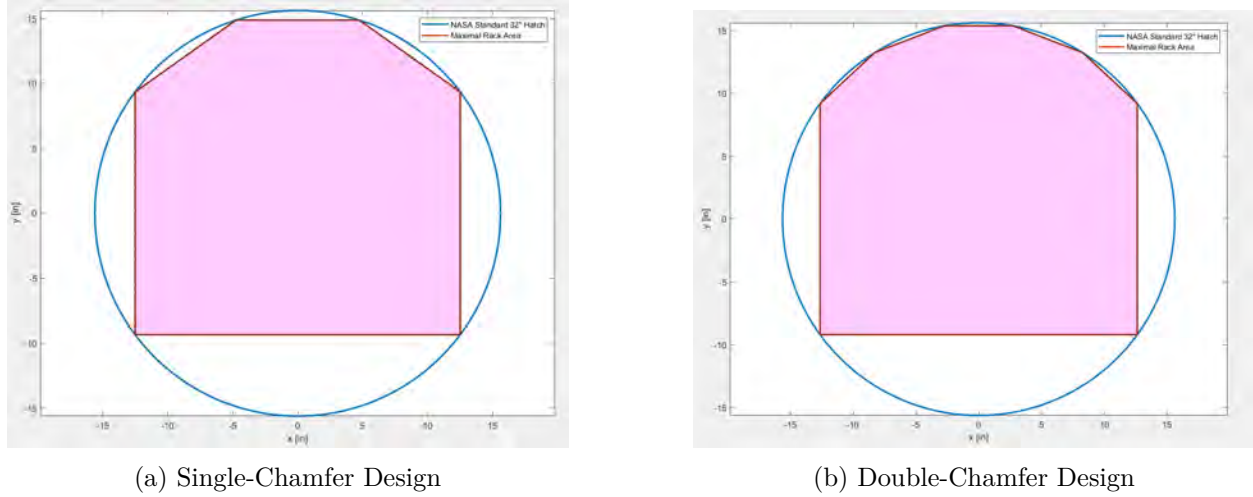 15
10
5
0
-5
-10
-15
-15
-10
-5
0
5
10
15
y [in]
x [in]
NASA Standard 32" Hatch
Maximal Rack Area
(a) Single-Chamfer Design
15
10
5
0
-5
-10
-15
-15
-10
-5
0
5
10
15
y [in]
x [in]
NASA Standard 32" Hatch
Maximal Rack Area
(b) Double-Chamfer Design